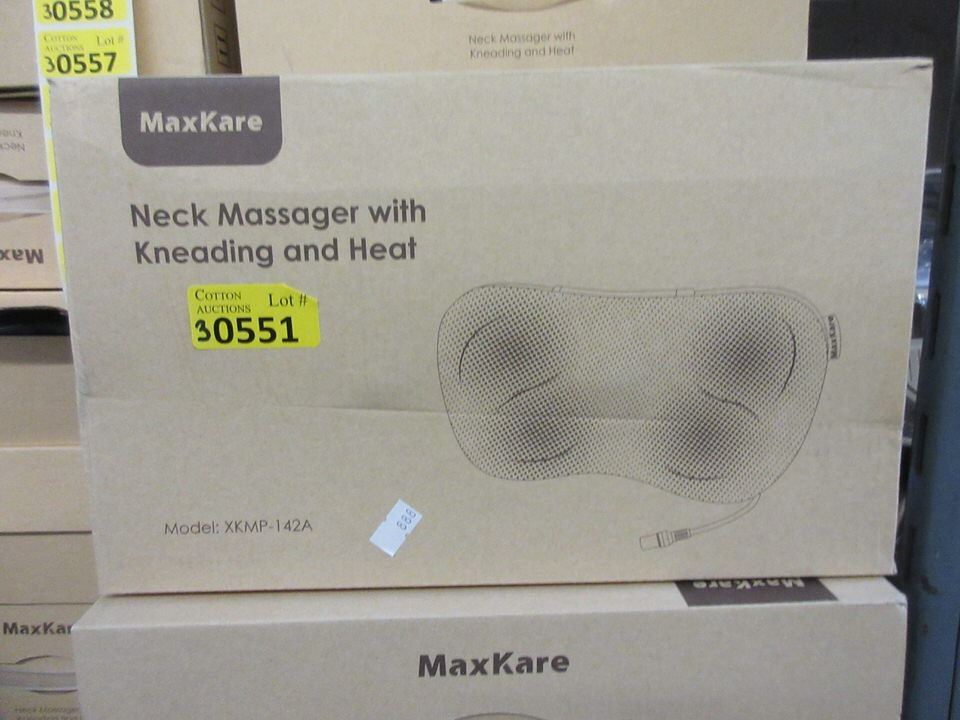 30558
COTTON AUCTIONS Lot #
30557
Neck Massager with
Kneading and Heat
MaxKare
Neck Massager with
Kneading and Heat
COTTON AUCTIONS Lot #
30551
MaxKare
Model: XKMP-142A
888
MaxKare
MaxKare